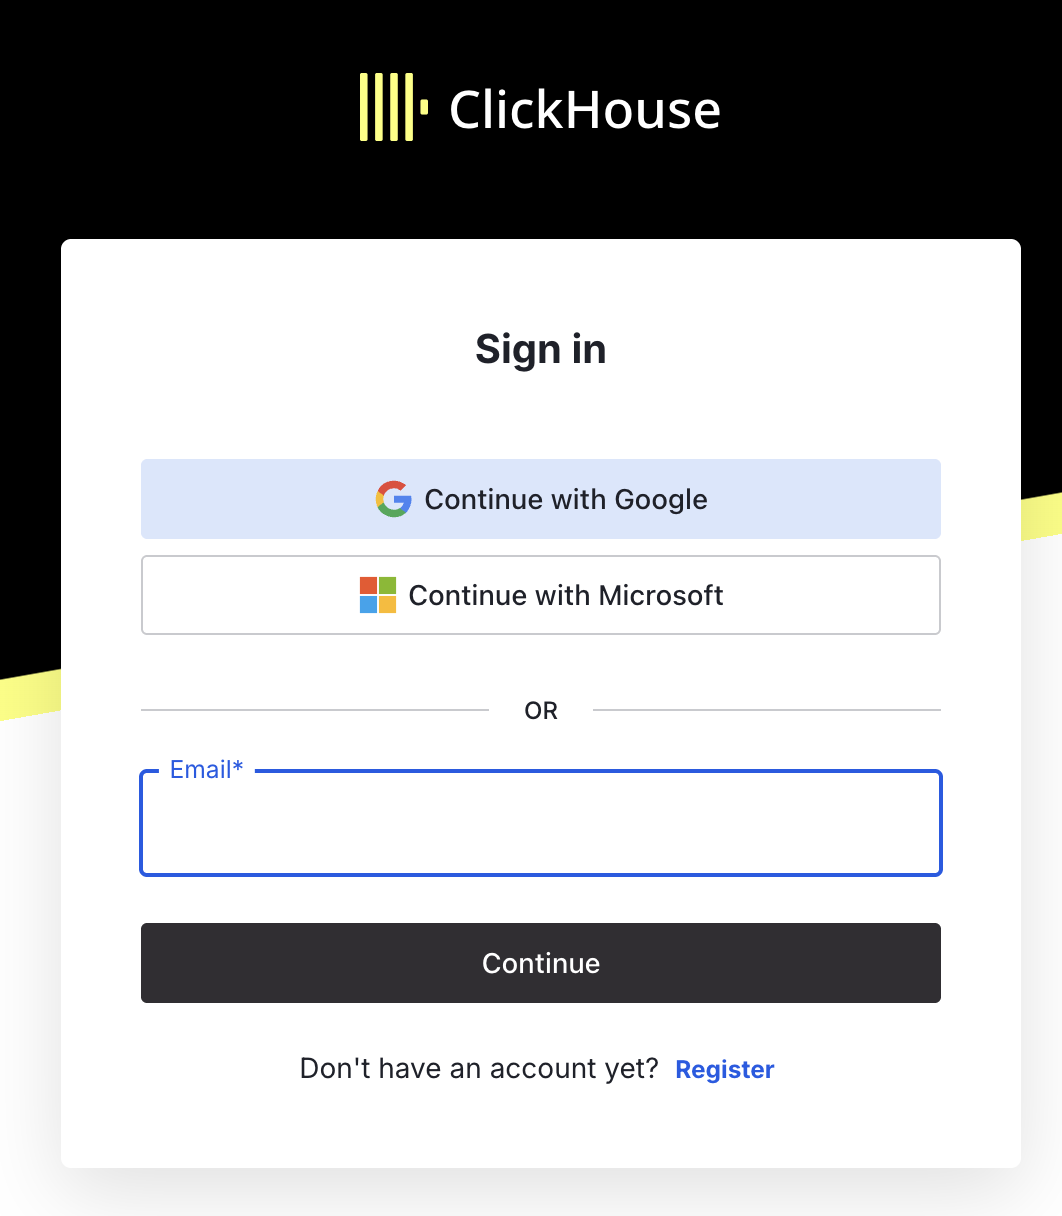 ClickHouse
Sign in
Continue with Google
Continue with Microsoft
OR
Email*
Continue
Don't have an account yet? Register